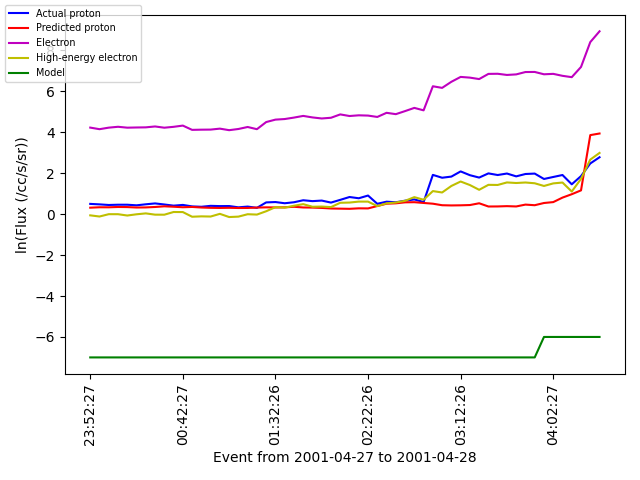 Actual proton
Predicted proton
Electron
High-energy electron
Model
8
6
4
2
0
−2
−4
−6
ln(Flux (/cc/s/sr))
23:52:27
00:42:27
01:32:26
02:22:26
03:12:26
04:02:27
Event from 2001-04-27 to 2001-04-28